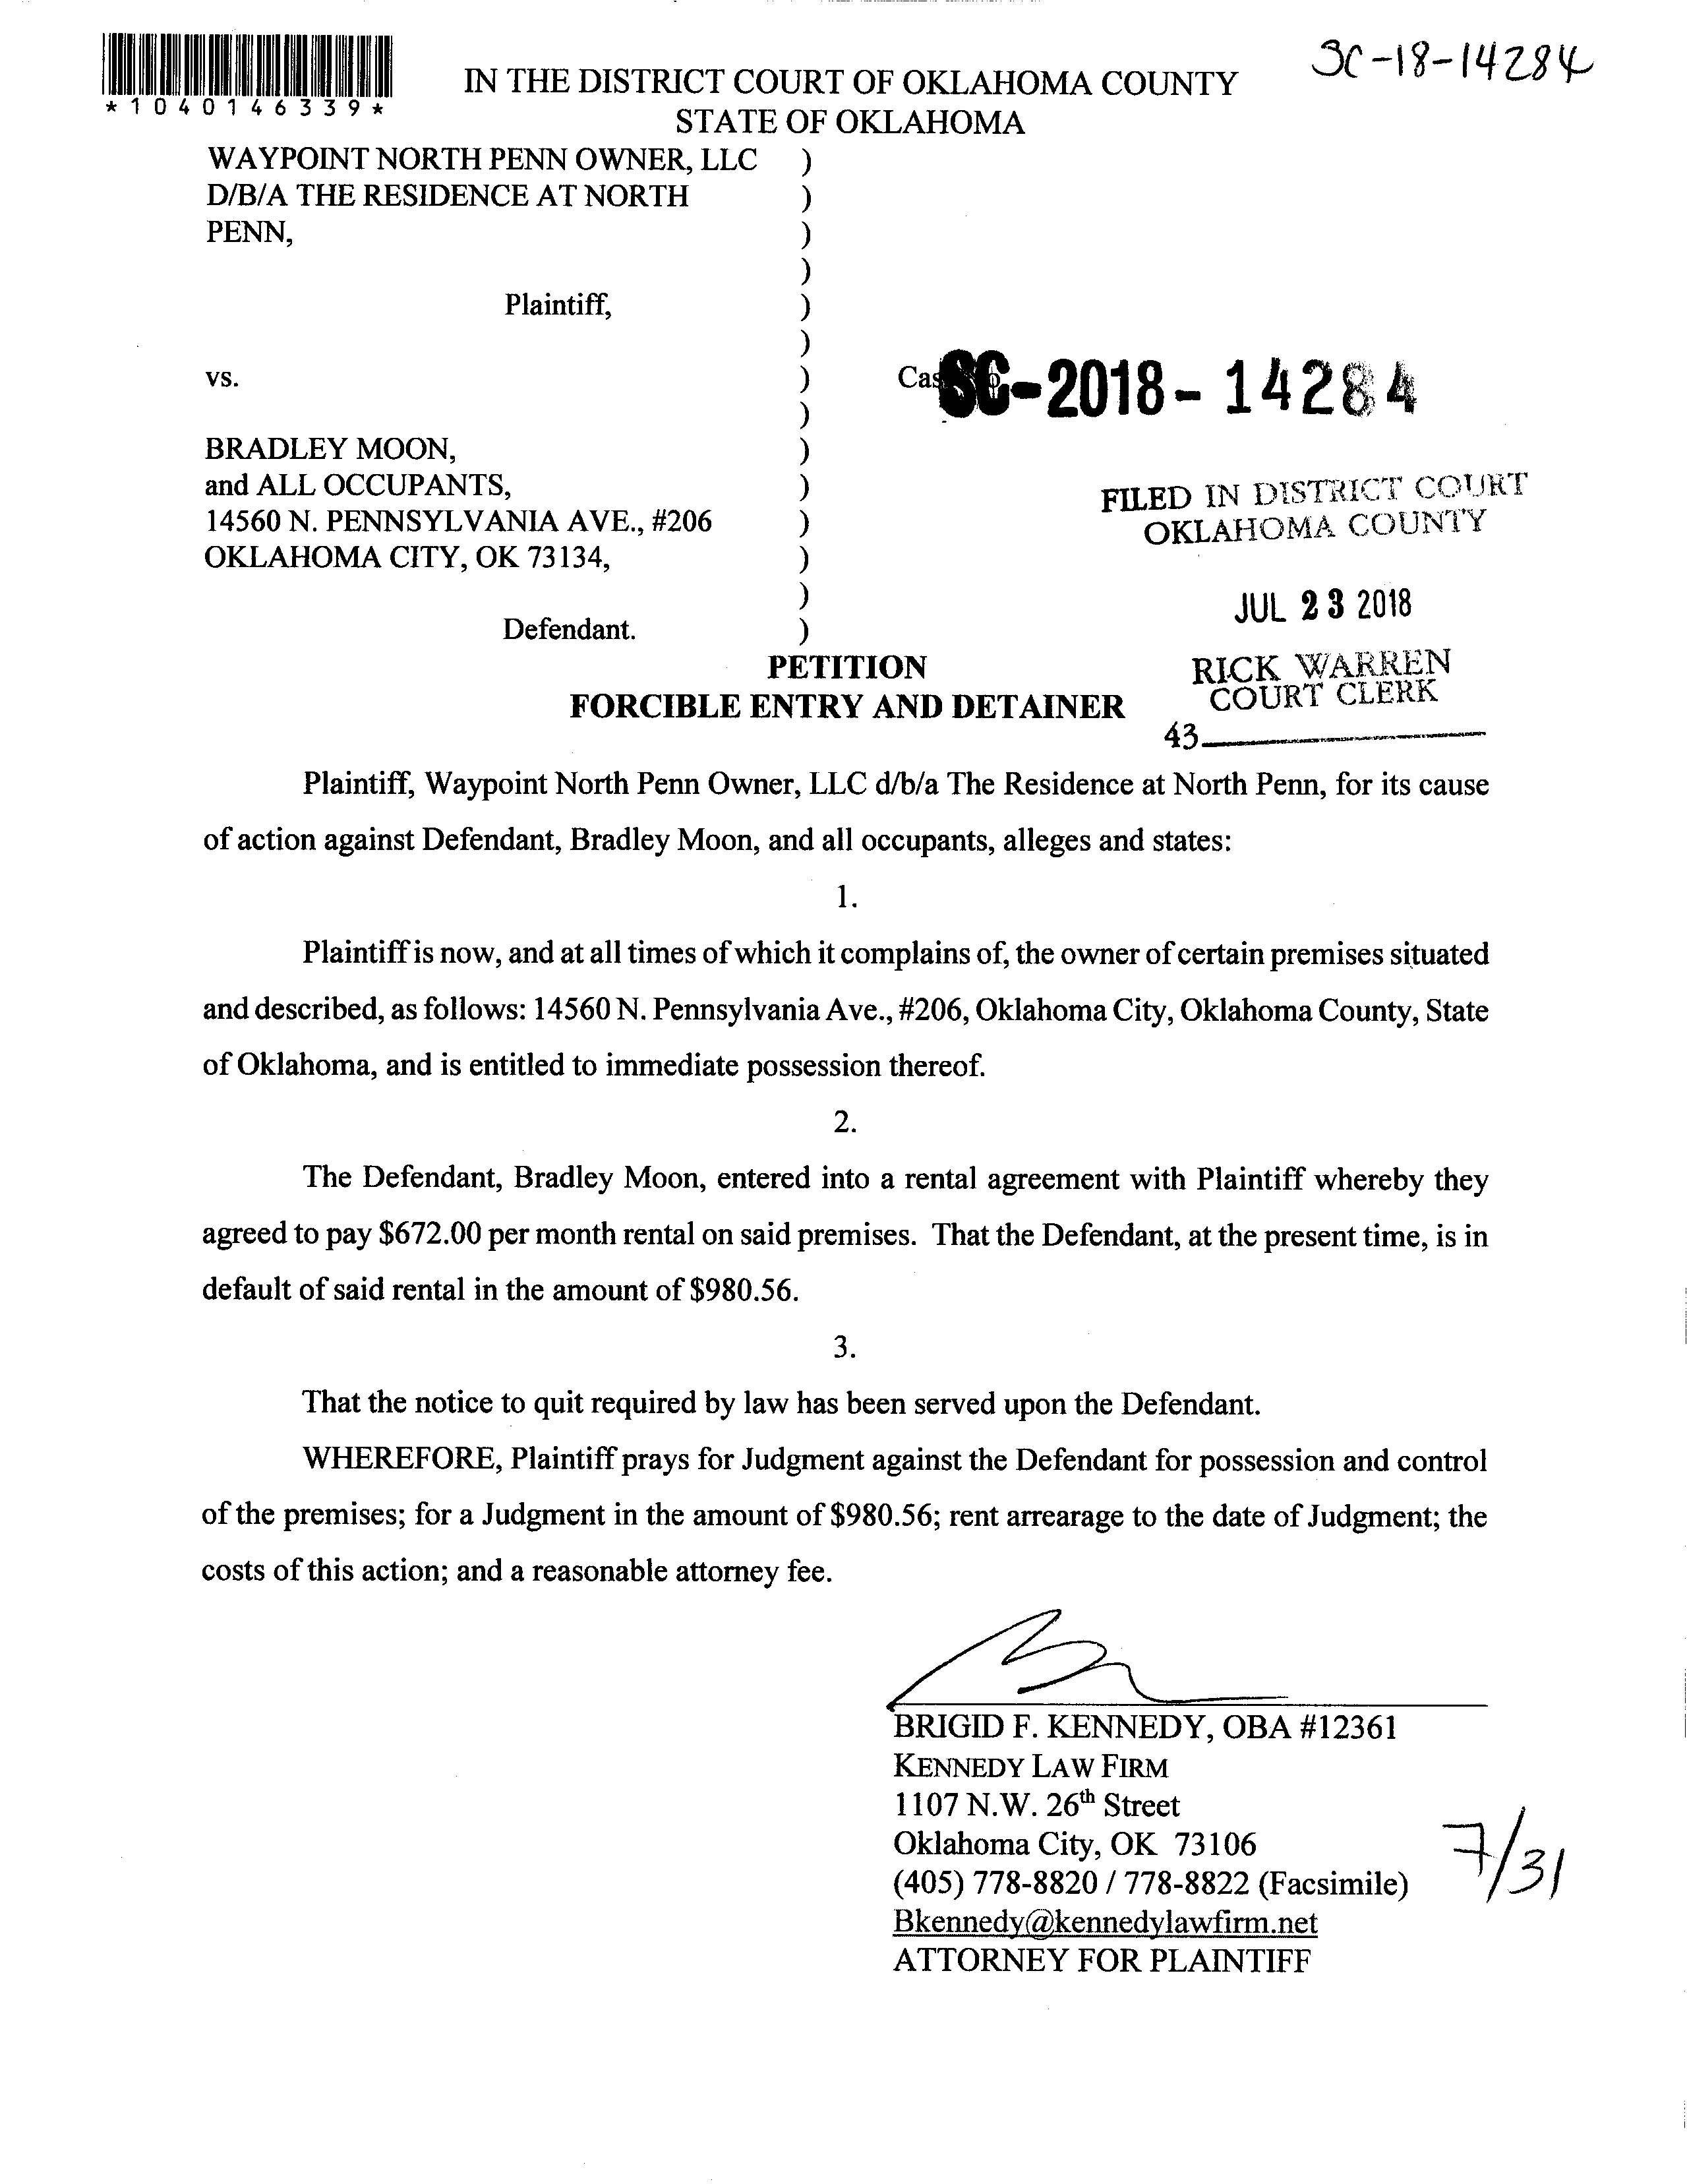 *1040146339*
SC-18-14284
IN THE DISTRICT COURT OF OKLAHOMA COUNTY
STATE OF OKLAHOMA
WAYPOINT NORTH PENN OWNER, LLC )
D/B/A THE RESIDENCE AT NORTH )
PENN, )
)
Plaintiff, )
)
vs. )
)
BRADLEY MOON, )
and ALL OCCUPANTS, )
14560 N. PENNSYLVANIA AVE., #206 )
OKLAHOMA CITY, OK 73134, )
)
Defendant. )
Cas SC-2018-14284
FILED IN DISTRICT COURT
OKLAHOMA COUNTY
JUL 23 2018
RICK WARREN
COURT CLERK
43
PETITION
FORCIBLE ENTRY AND DETAINER
Plaintiff, Waypoint North Penn Owner, LLC d/b/a The Residence at North Penn, for its cause
of action against Defendant, Bradley Moon, and all occupants, alleges and states:
1.
Plaintiff is now, and at all times of which it complains of, the owner of certain premises situated
and described, as follows: 14560 N. Pennsylvania Ave., #206, Oklahoma City, Oklahoma County, State
of Oklahoma, and is entitled to immediate possession thereof.
2.
The Defendant, Bradley Moon, entered into a rental agreement with Plaintiff whereby they
agreed to pay $672.00 per month rental on said premises. That the Defendant, at the present time, is in
default of said rental in the amount of $980.56.
3.
That the notice to quit required by law has been served upon the Defendant.
WHEREFORE, Plaintiff prays for Judgment against the Defendant for possession and control
of the premises; for a Judgment in the amount of $980.56; rent arrearage to the date of Judgment; the
costs of this action; and a reasonable attorney fee.
BRIGID F. KENNEDY, OBA #12361
KENNEDY LAW FIRM
1107 N.W. 26th Street
Oklahoma City, OK 73106
(405) 778-8820 / 778-8822 (Facsimile)
Bkennedy@kennedylawfirm.net
ATTORNEY FOR PLAINTIFF
7/31